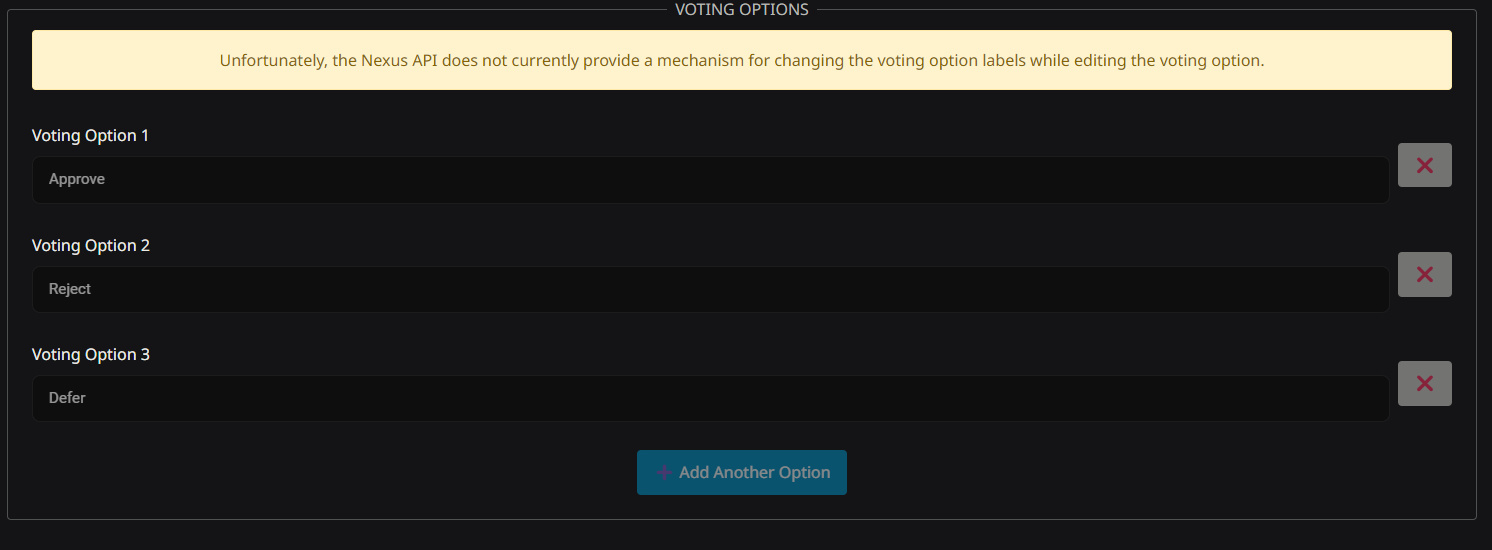 VOTING OPTIONS
Unfortunately, the Nexus API does not currently provide a mechanism for changing the voting option labels while editing the voting option.
Voting Option 1
Approve
Voting Option 2
Reject
Voting Option 3
Defer
Add Another Option